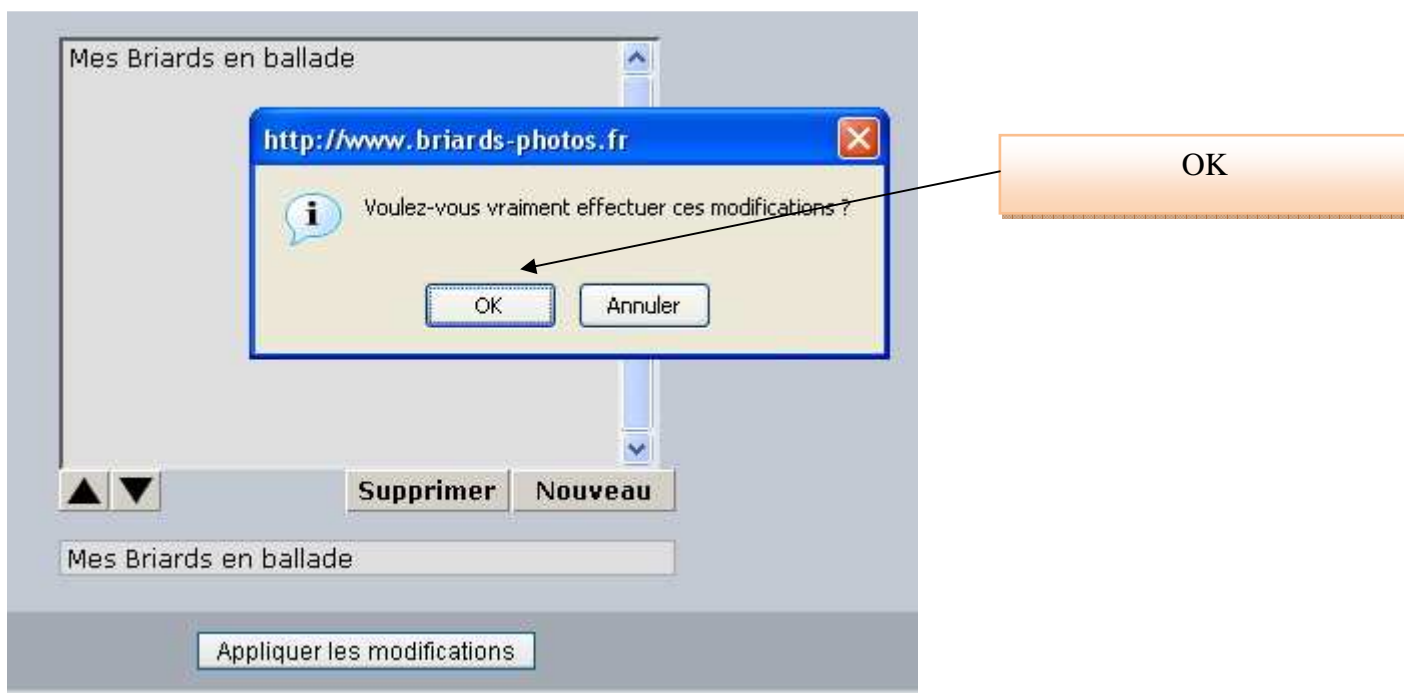 Mes Briards en ballade
http://www.briards-photos.fr
Voulez-vous vraiment effectuer ces modifications ?
OK
Annuler
OK
Supprimer
Nouveau
Mes Briards en ballade
Appliquer les modifications